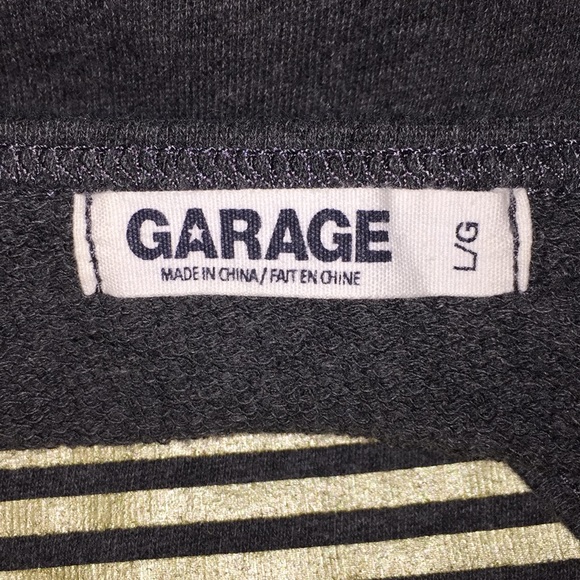 GARAGE
MADE IN CHINA / FAIT EN CHINE
L/G